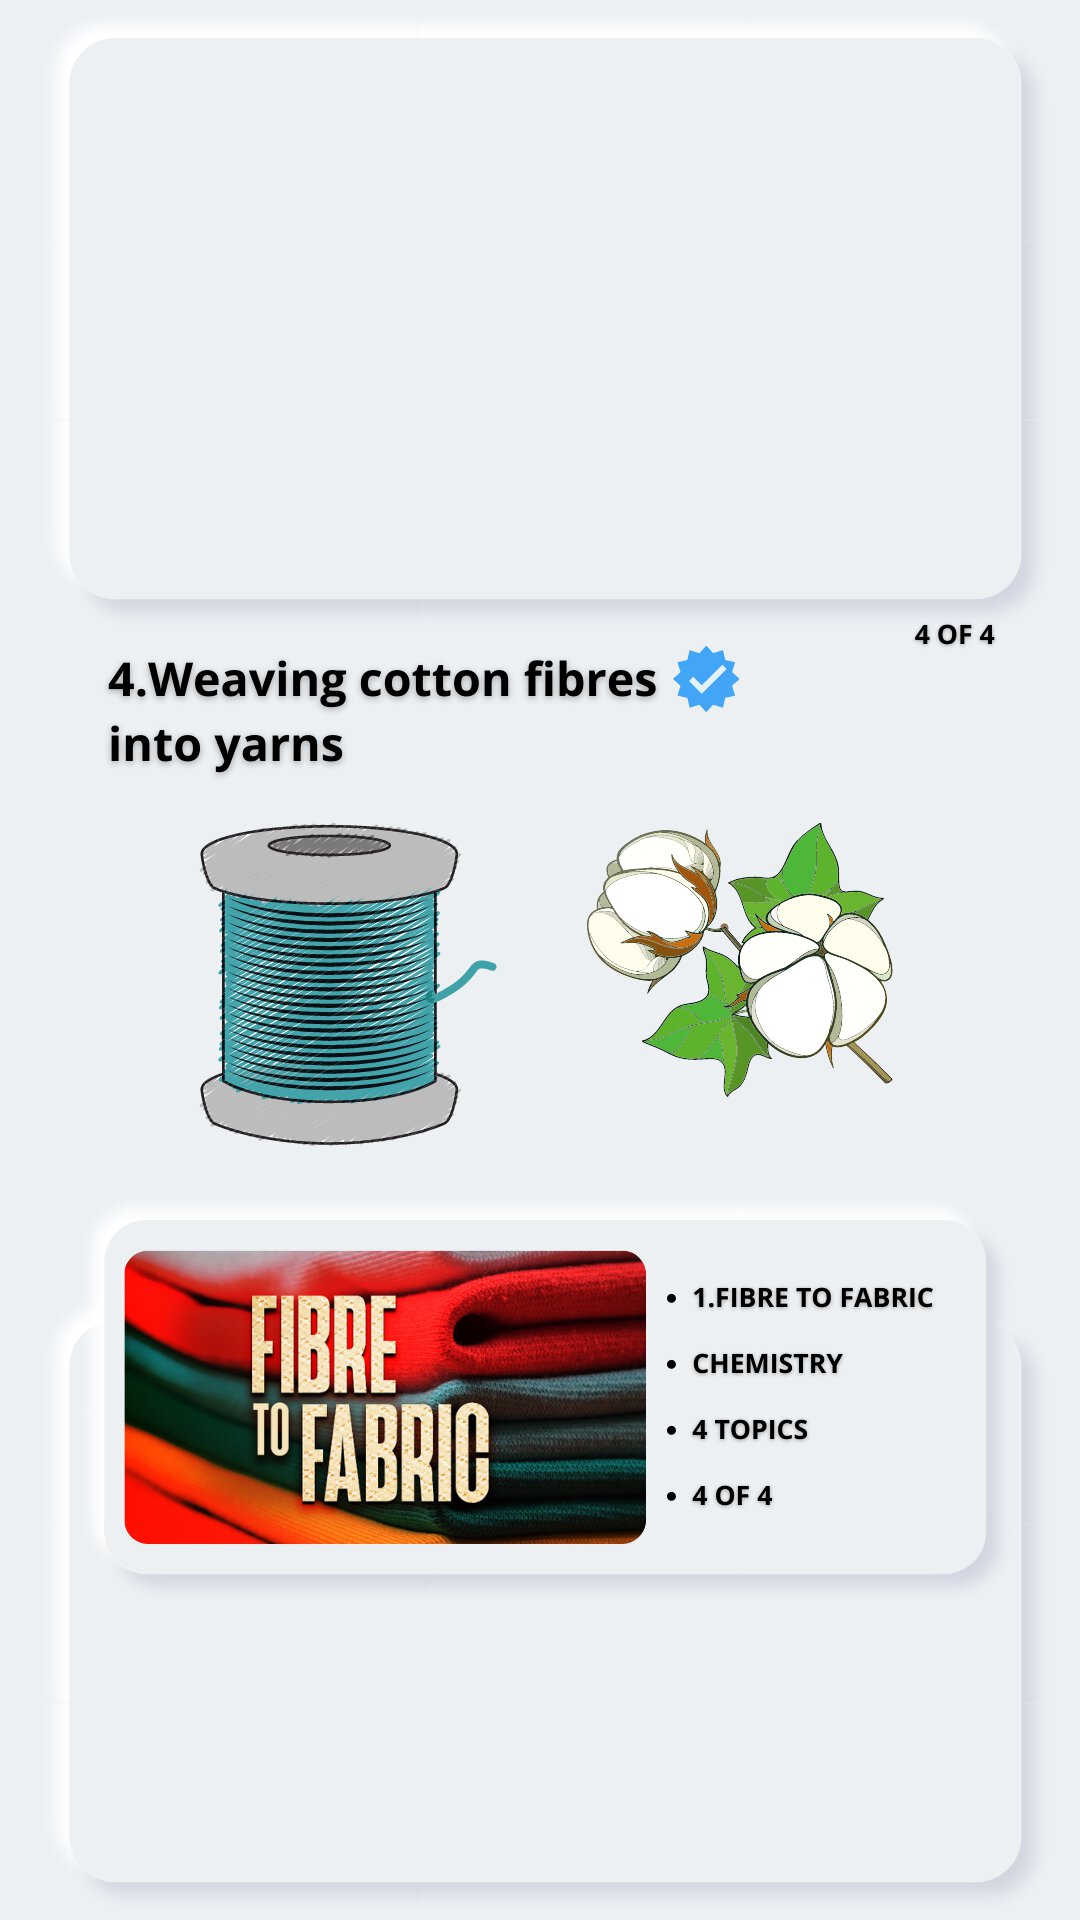 4 OF 4
4.Weaving cotton fibres
into yarns
FIBRE
TO FABRIC
• 1.FIBRE TO FABRIC
• CHEMISTRY
• 4 TOPICS
• 4 OF 4